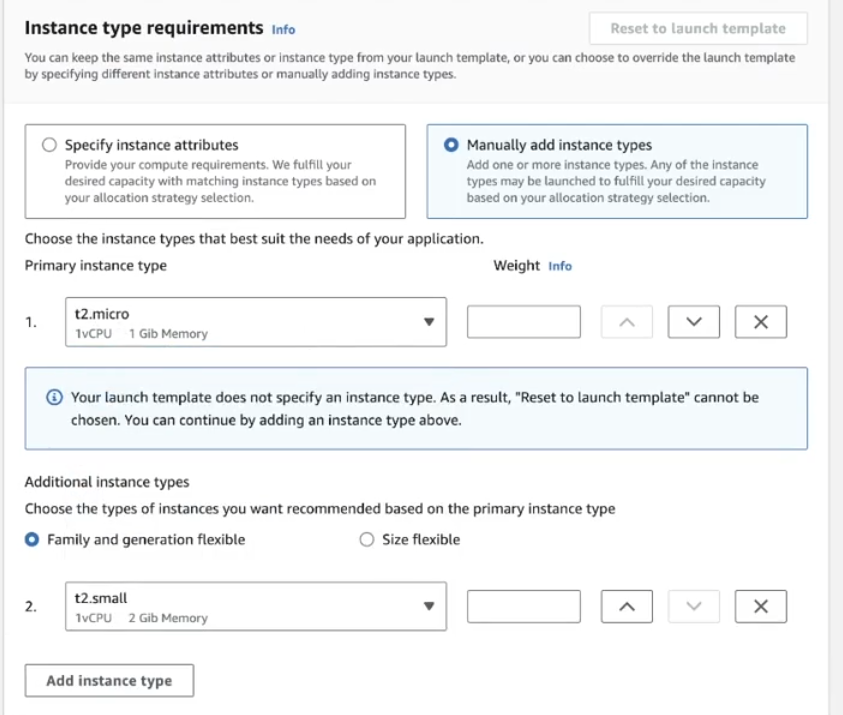 Instance type requirements Info
Reset to launch template
You can keep the same instance attributes or instance type from your launch template, or you can choose to override the launch template
by specifying different instance attributes or manually adding instance types.
Specify instance attributes
Provide your compute requirements. We fulfill your
desired capacity with matching instance types based on
your allocation strategy selection.
Manually add instance types
Add one or more instance types. Any of the instance
types may be launched to fulfill your desired capacity
based on your allocation strategy selection.
Choose the instance types that best suit the needs of your application.
Primary instance type
Weight Info
1.
t2.micro
1vCPU 1 Gib Memory
Your launch template does not specify an instance type. As a result, "Reset to launch template" cannot be
chosen. You can continue by adding an instance type above.
Additional instance types
Choose the types of instances you want recommended based on the primary instance type
Family and generation flexible
Size flexible
2.
t2.small
1vCPU 2 Gib Memory
Add instance type